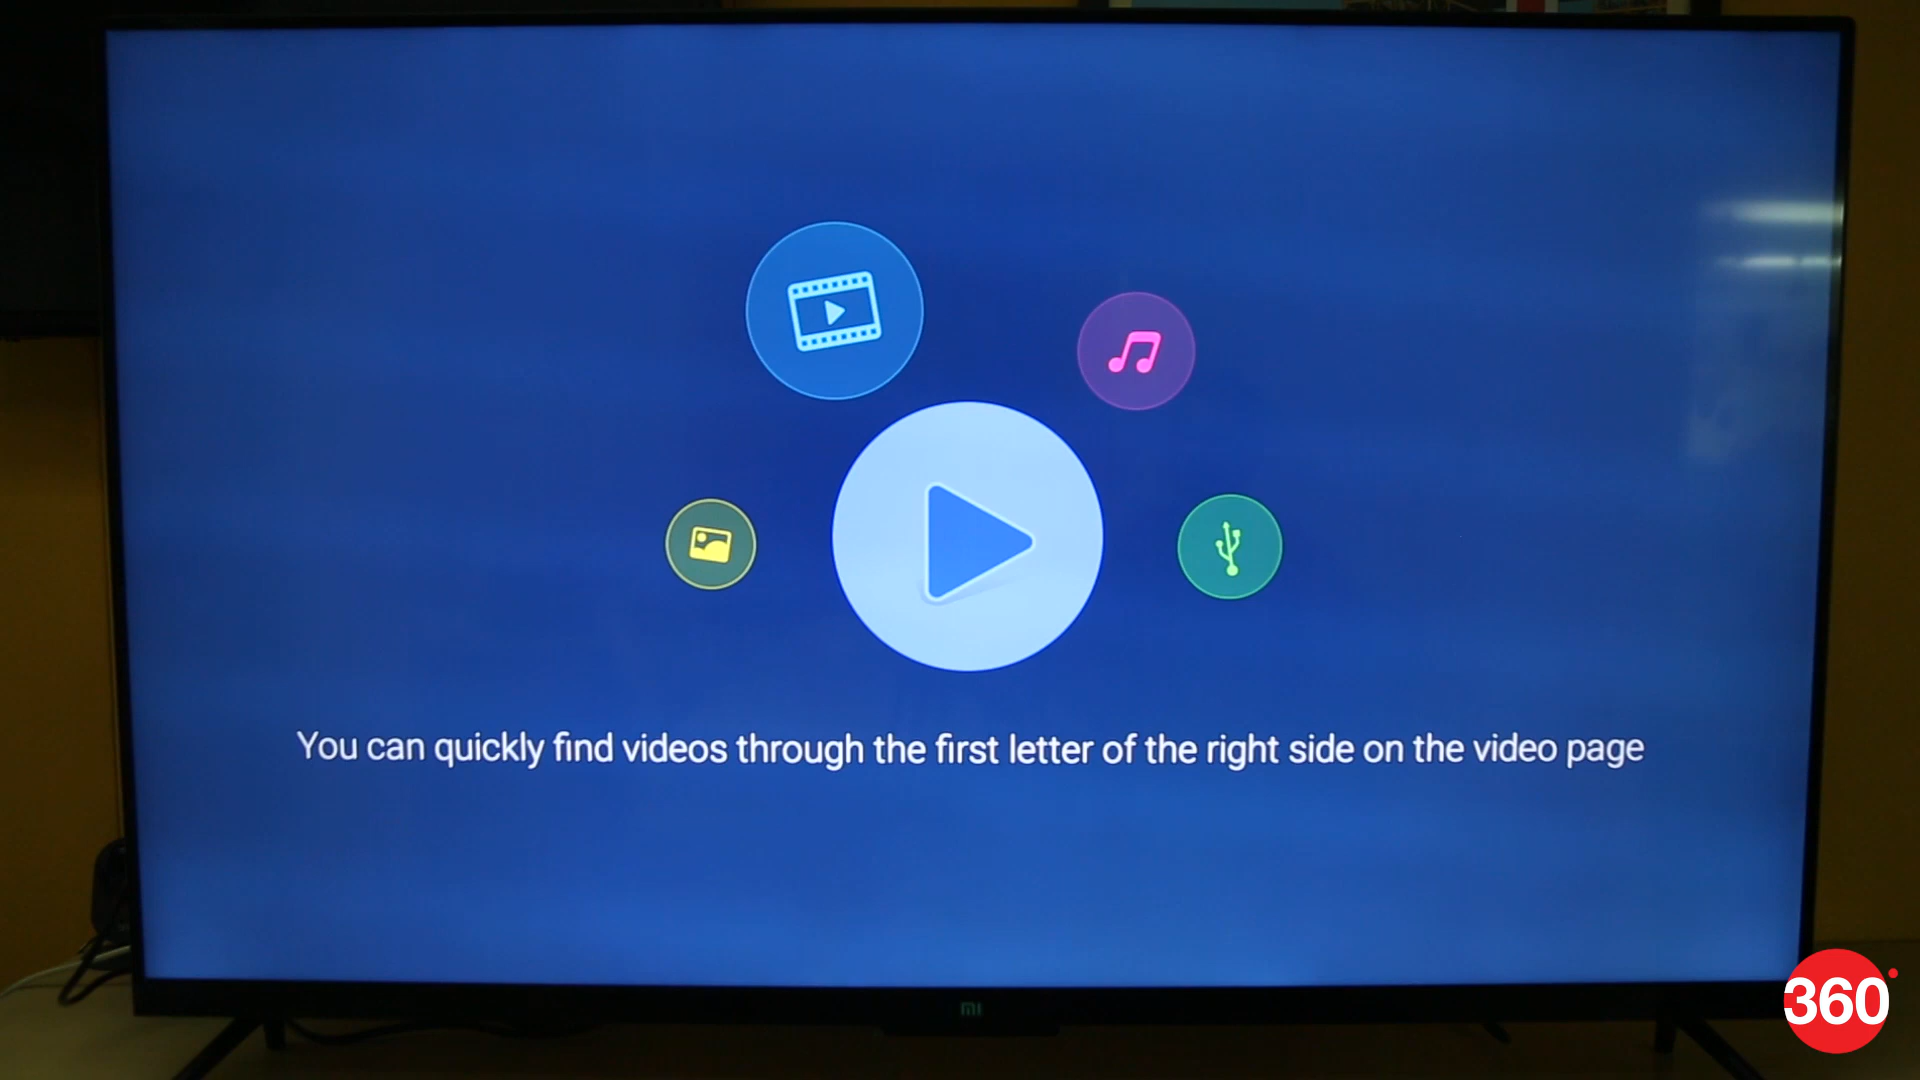 You can quickly find videos through the first letter of the right side on the video page
mi
360